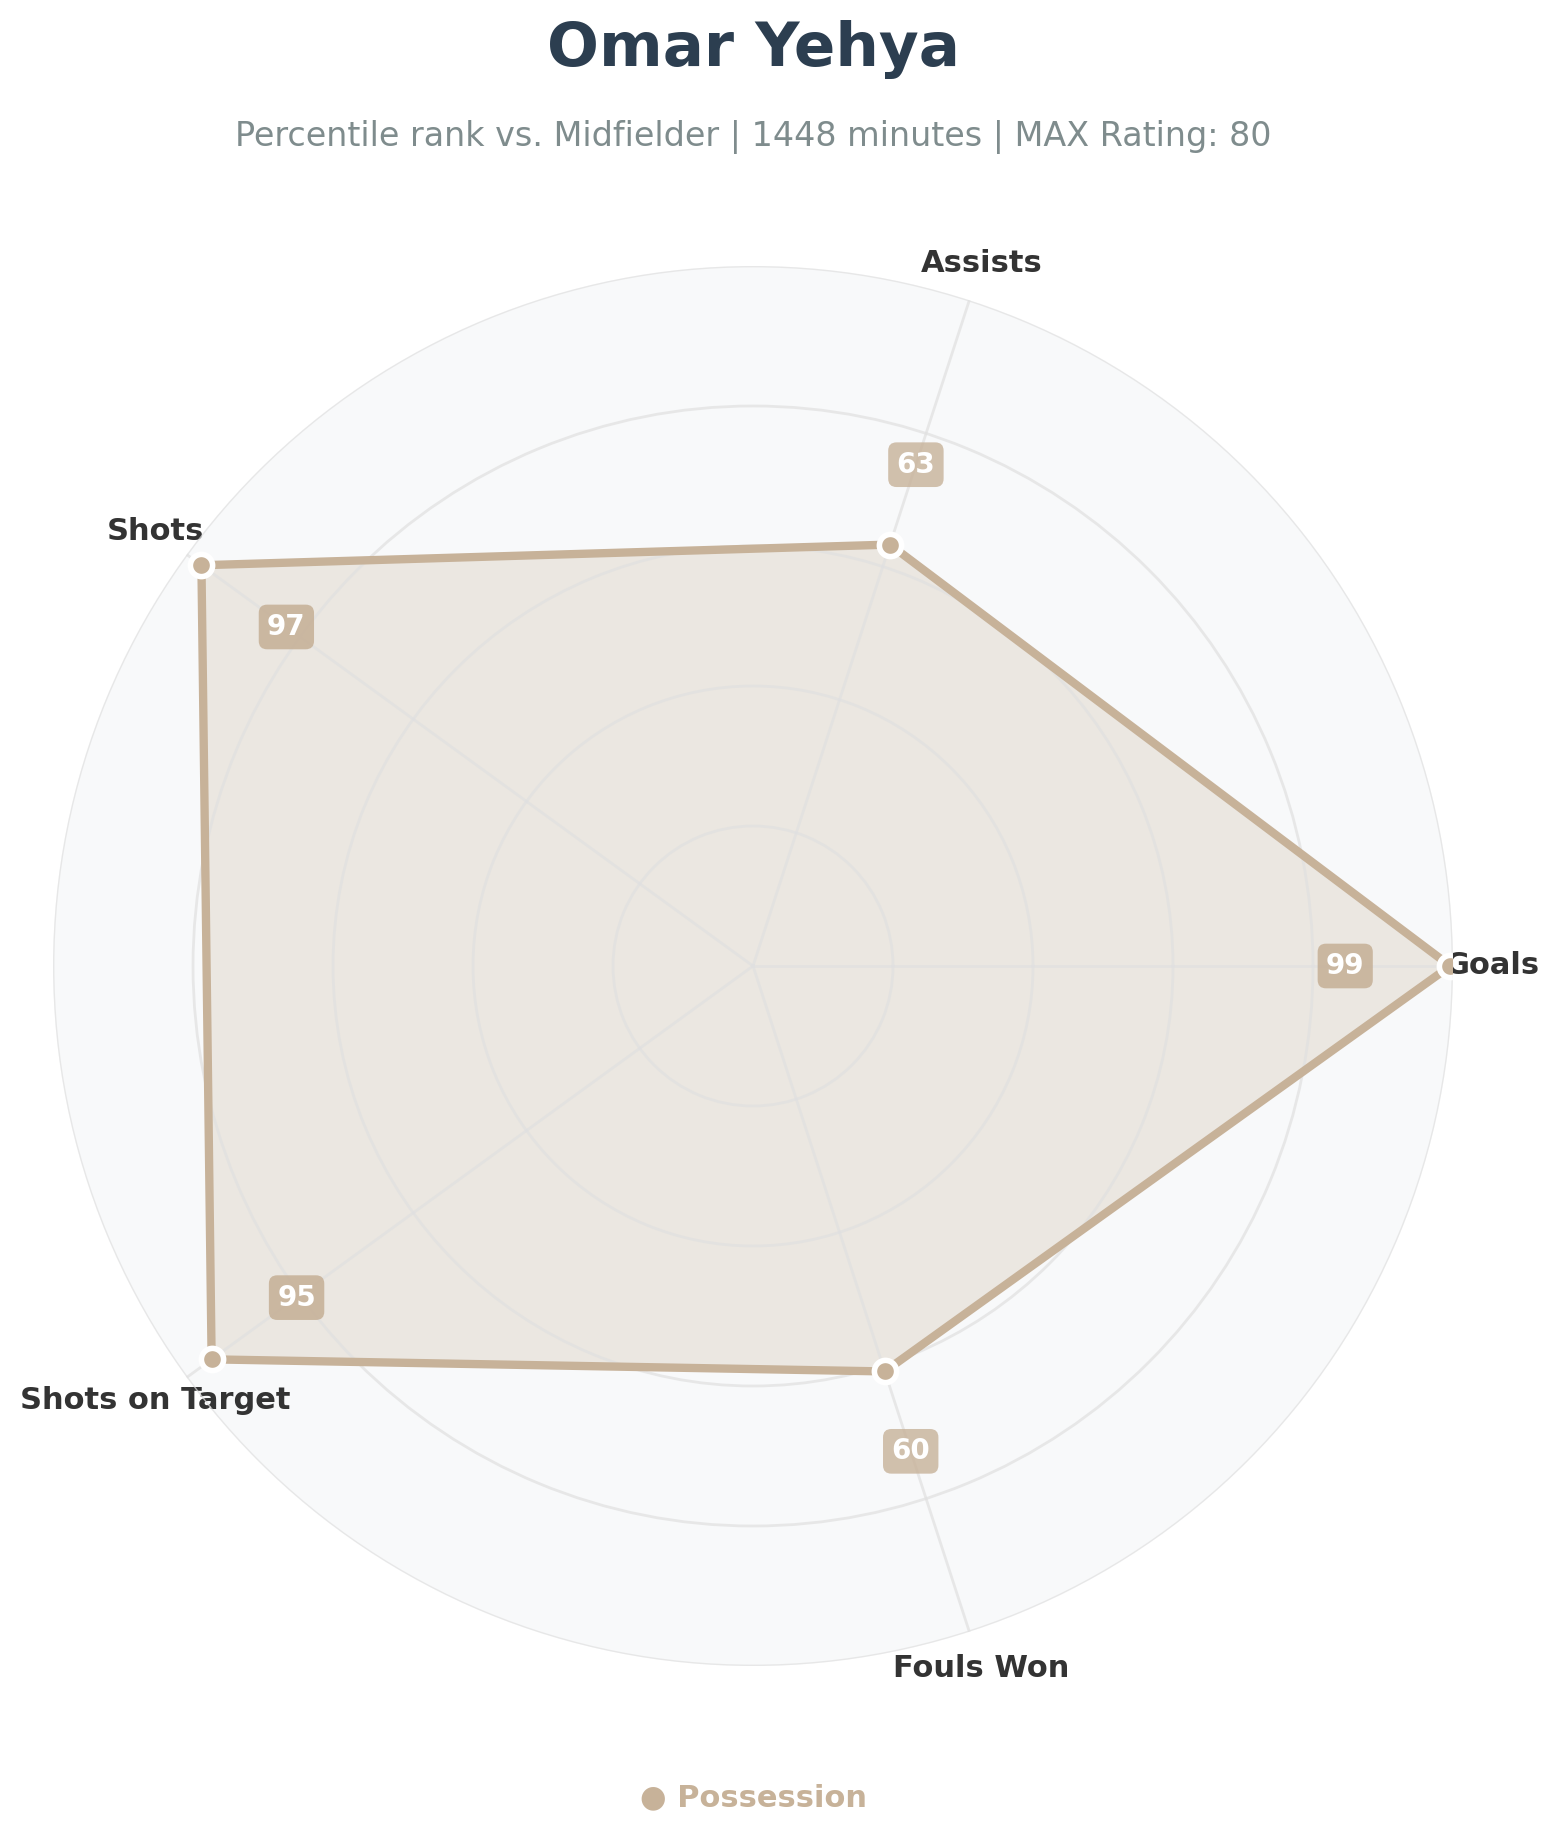 Omar Yehya
Percentile rank vs. Midfielder | 1448 minutes | MAX Rating: 80
Assists
63
Shots
97
99
Goals
95
Shots on Target
60
Fouls Won
Possession